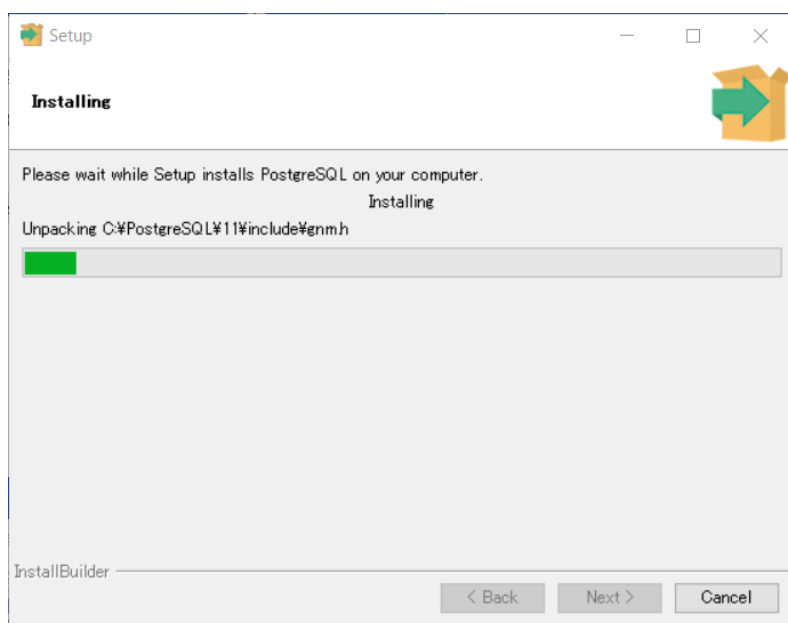 Setup
Installing
Please wait while Setup installs PostgreSQL on your computer.
Installing
Unpacking C:¥PostgreSQL¥11¥include¥gnm.h
InstallBuilder
< Back Next > Cancel